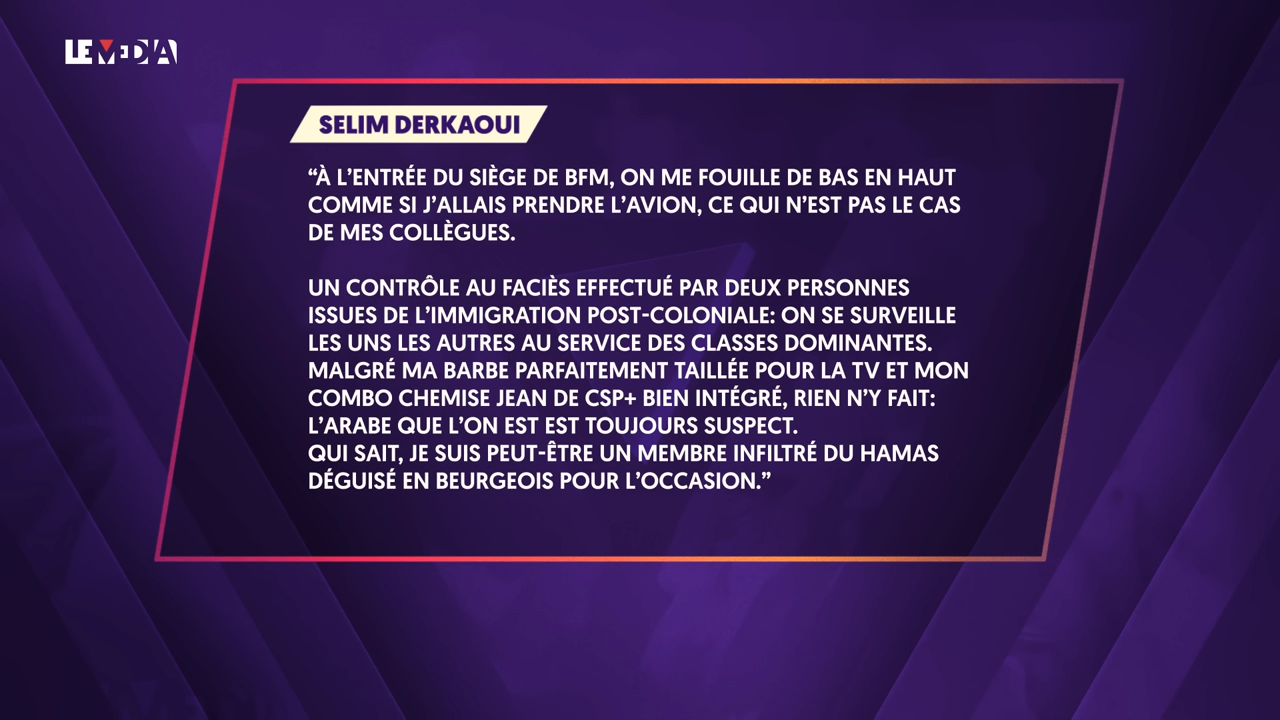 LE MEDIA
SELIM DERKAOUI
“À L’ENTRÉE DU SIÈGE DE BFM, ON ME FOUILLE DE BAS EN HAUT
COMME SI J’ALLAIS PRENDRE L’AVION, CE QUI N’EST PAS LE CAS
DE MES COLLÈGUES.
UN CONTRÔLE AU FACIÈS EFFECTUÉ PAR DEUX PERSONNES
ISSUES DE L’IMMIGRATION POST-COLONIALE: ON SE SURVEILLE
LES UNS LES AUTRES AU SERVICE DES CLASSES DOMINANTES.
MALGRÉ MA BARBE PARFAITEMENT TAILLÉE POUR LA TV ET MON
COMBO CHEMISE JEAN DE CSP+ BIEN INTÉGRÉ, RIEN N’Y FAIT:
L’ARABE QUE L’ON EST EST TOUJOURS SUSPECT.
QUI SAIT, JE SUIS PEUT-ÊTRE UN MEMBRE INFILTRÉ DU HAMAS
DÉGUISÉ EN BEURGEOIS POUR L’OCCASION.”